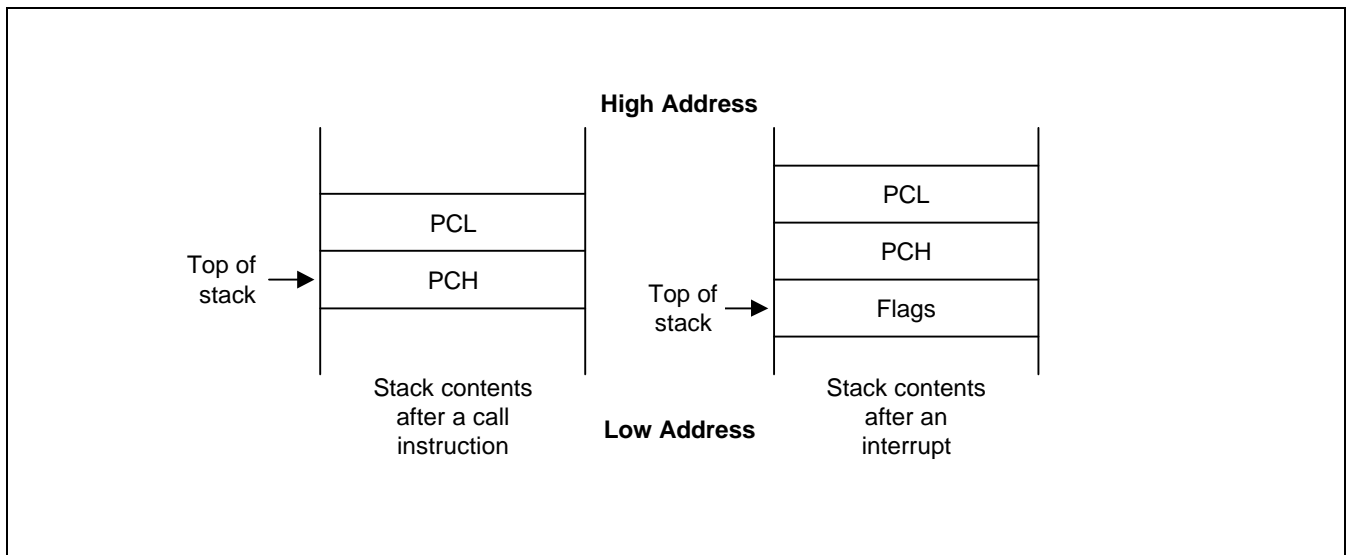 High Address
PCL
PCH
Top of
stack
Stack contents
after a call
instruction
Low Address
PCL
PCH
Flags
Top of
stack
Stack contents
after an
interrupt